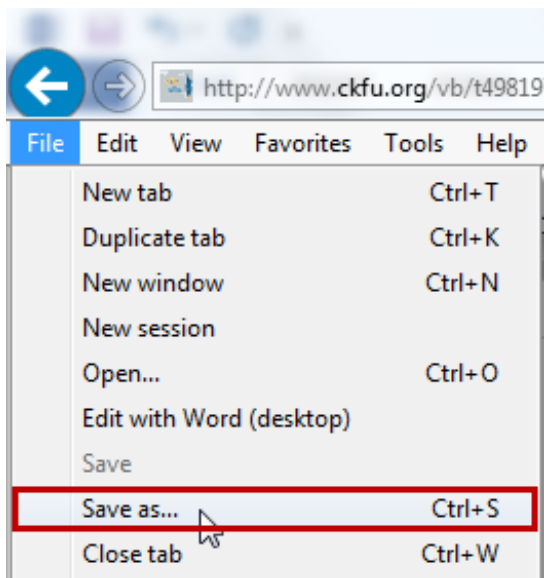 http://www.ckfu.org/vb/t49819
File Edit View Favorites Tools Help
New tab Ctrl+T
Duplicate tab Ctrl+K
New window Ctrl+N
New session
Open... Ctrl+O
Edit with Word (desktop)
Save
Save as... Ctrl+S
Close tab Ctrl+W